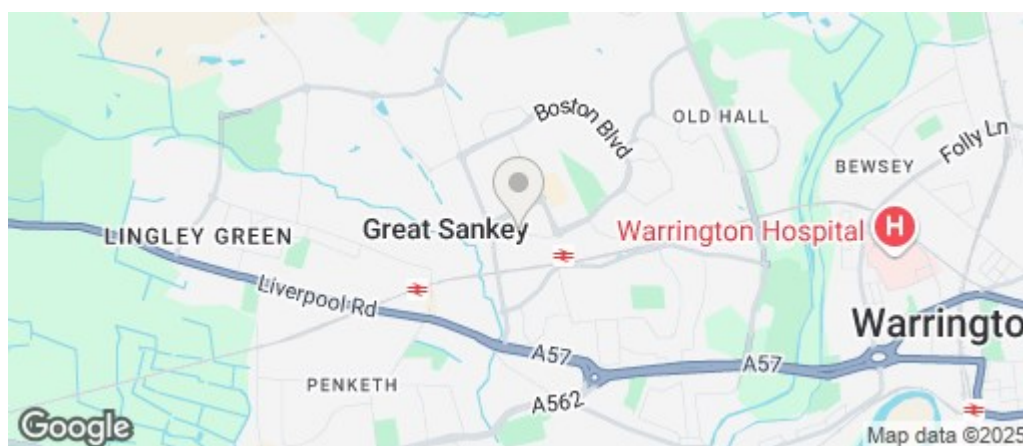 Boston Blvd
OLD HALL
Folly Ln
BEWSEY
Great Sankey
Warrington Hospital
H
LINGLEY GREEN
Liverpool Rd
Warringto
A57
A57
PENKETH
A562
Google
Map data ©2025